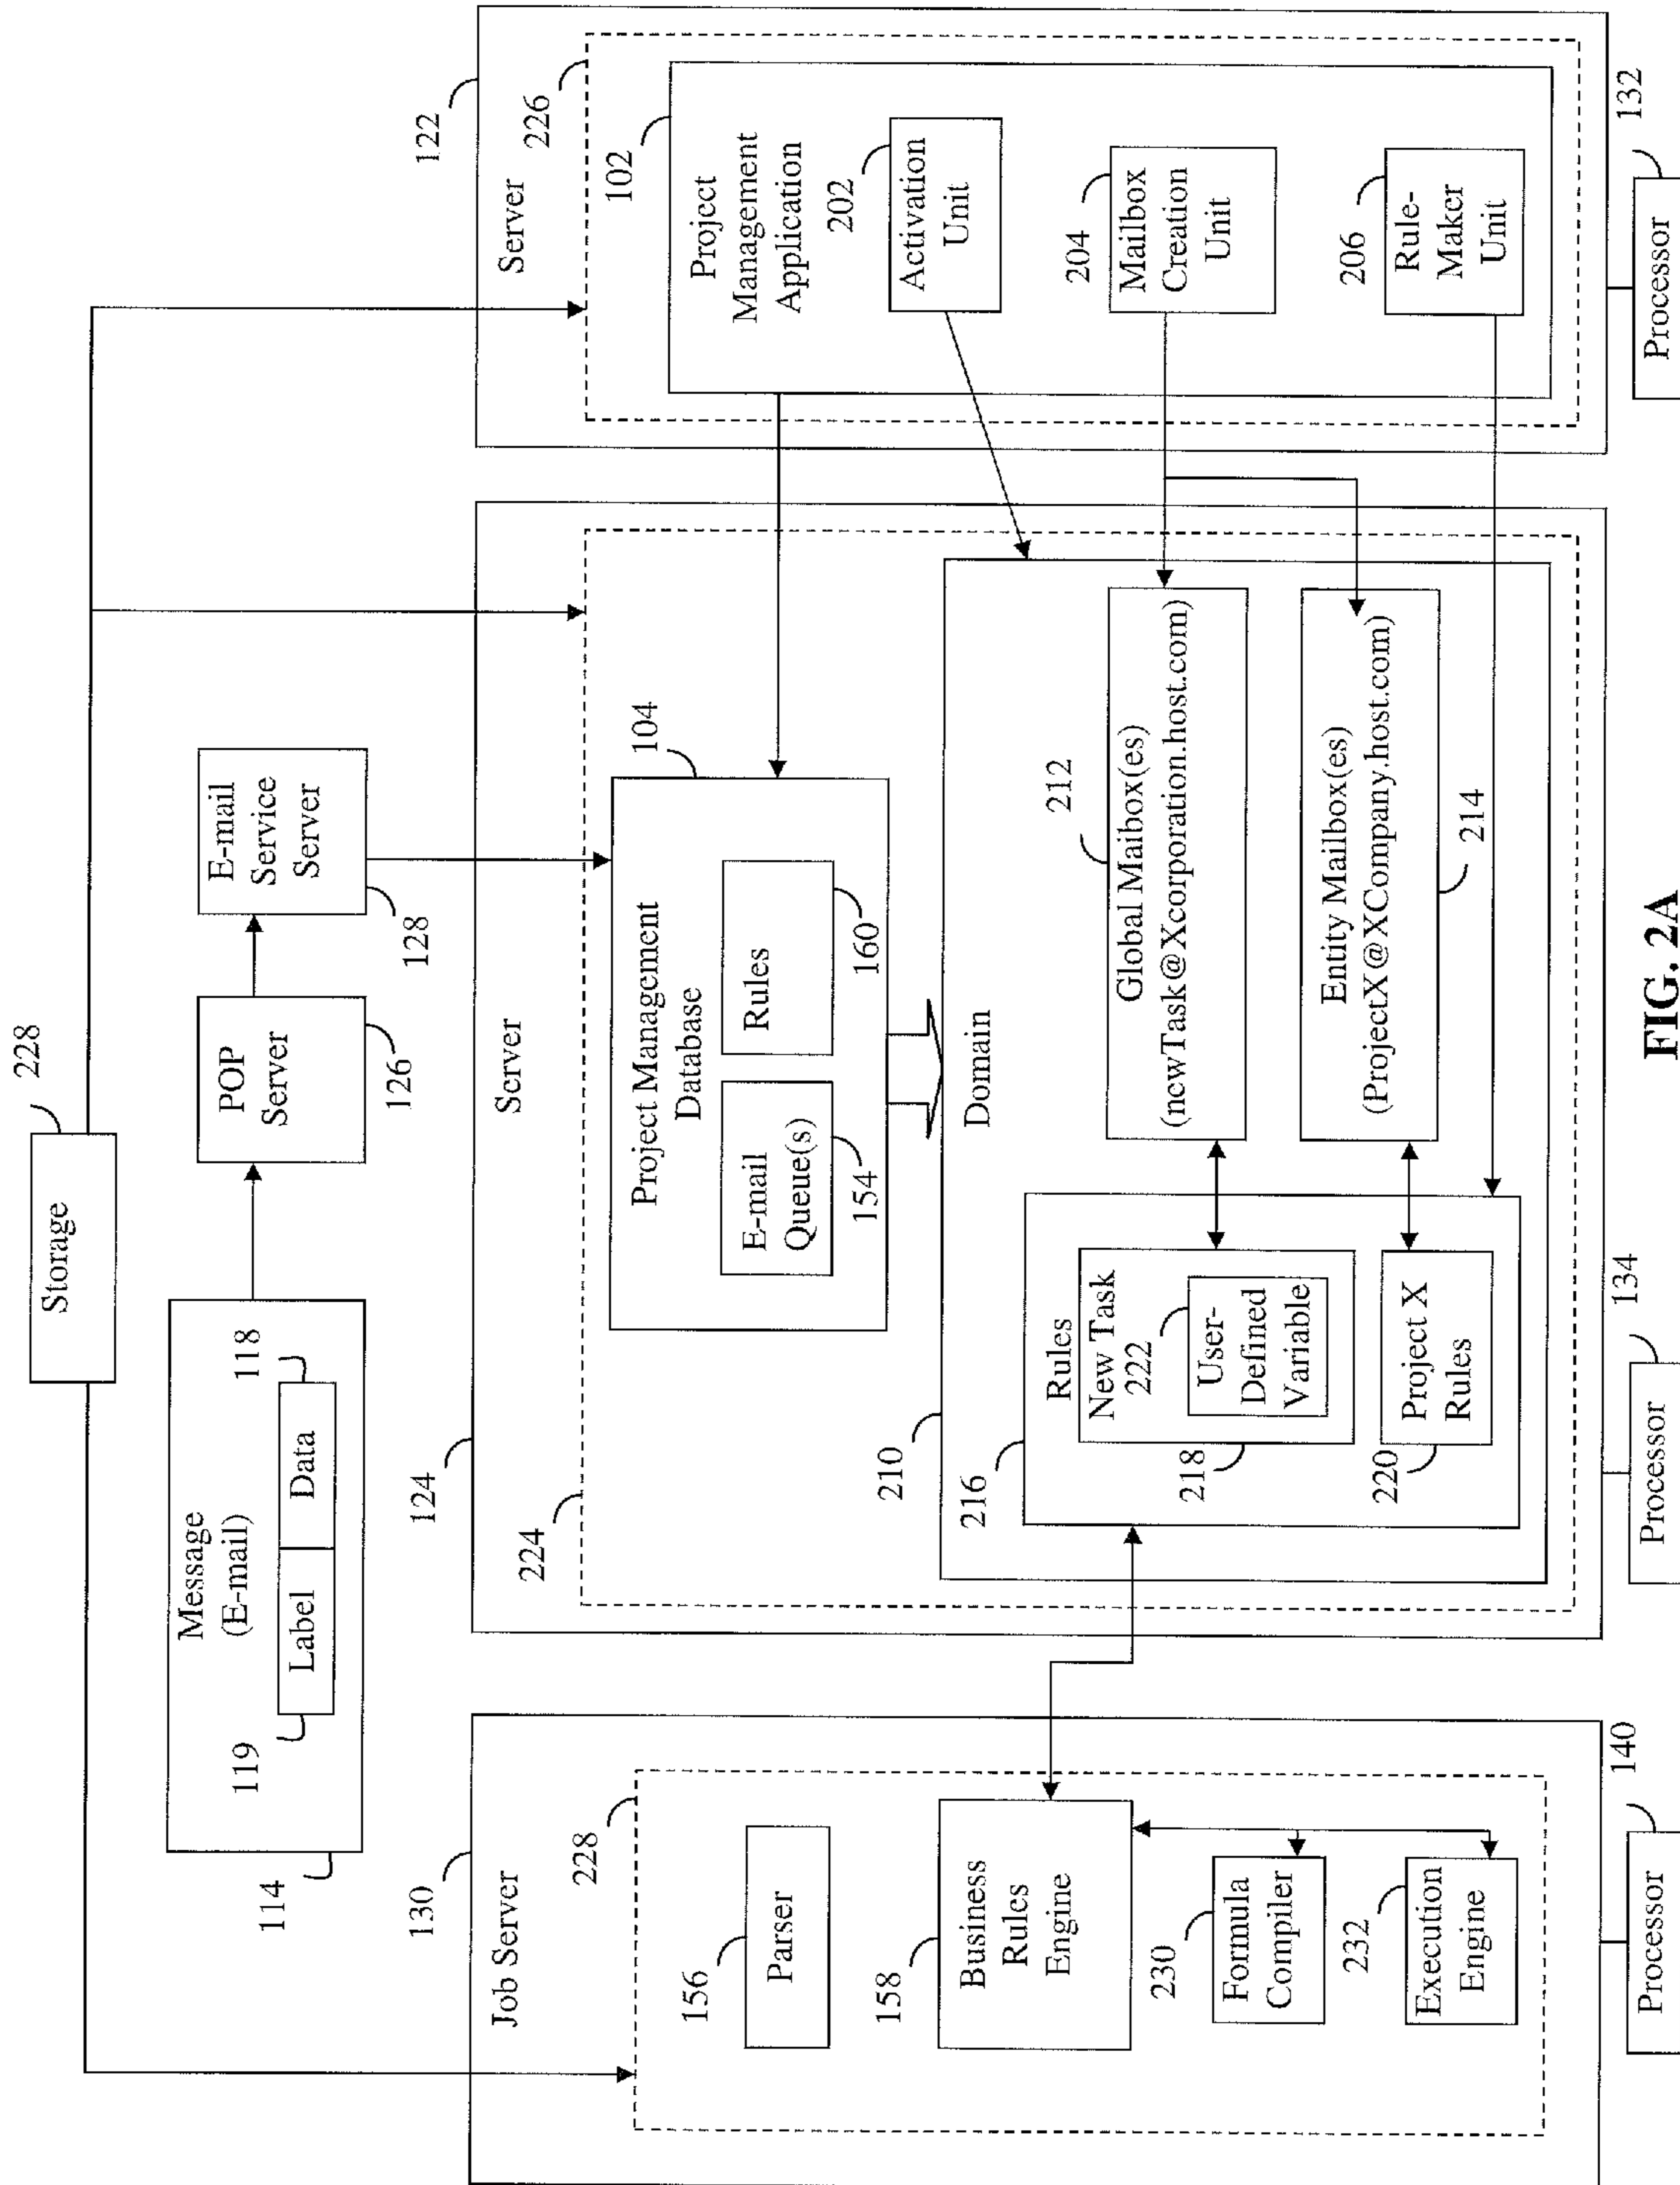 Storage
228
Message
(E-mail)
Label
Data
119
118
114
POP
Server
126
E-mail
Service
Server
128
130
Job Server
228
156
Parser
158
Business
Rules
Engine
230
Formula
Compiler
232
Execution
Engine
140
Processor
124
Server
224
104
Project Management
Database
E-mail
Queue(s)
154
Rules
160
210
Domain
216
Rules
New Task
222
User-
Defined
Variable
218
Project X
Rules
220
212
Global Maibox(es)
(newTask@Xcorporation.host.com)
Entity Mailbox(es)
(ProjectX@XCompany.host.com)
214
134
Processor
122
Server
226
102
Project
Management
Application
202
Activation
Unit
204
Mailbox
Creation
Unit
206
Rule-
Maker
Unit
132
Processor
FIG. 2A